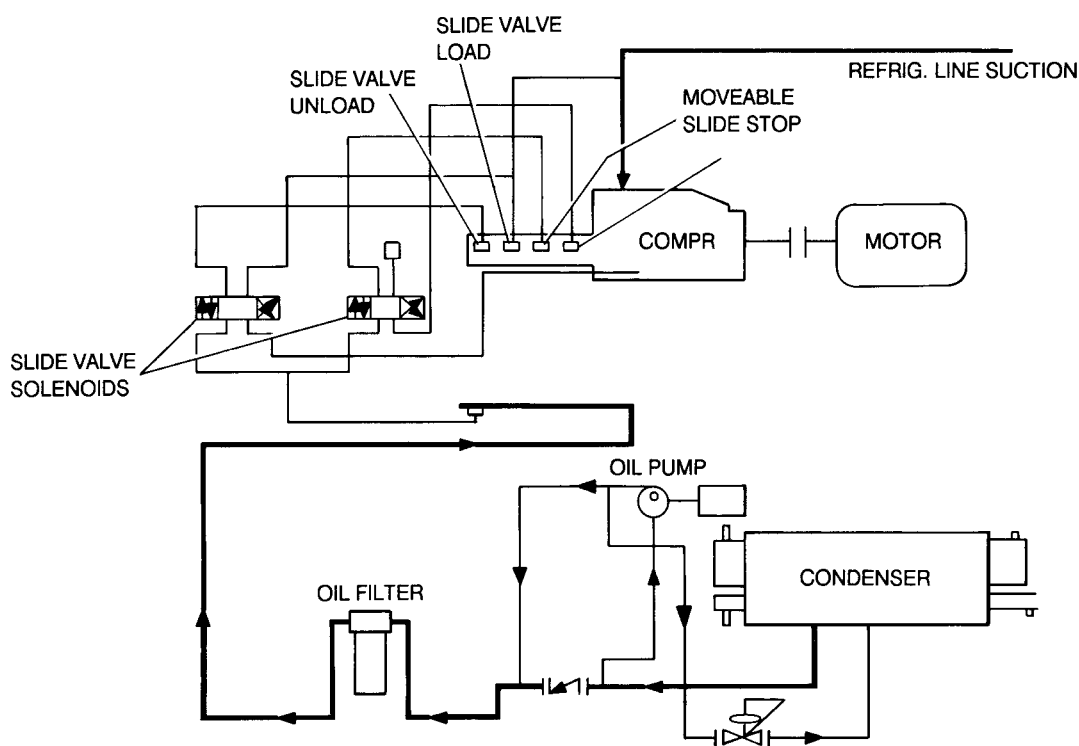 SLIDE VALVE
LOAD
REFRIG. LINE SUCTION
SLIDE VALVE
UNLOAD
MOVEABLE
SLIDE STOP
COMPR
MOTOR
SLIDE VALVE
SOLENOIDS
OIL PUMP
CONDENSER
OIL FILTER